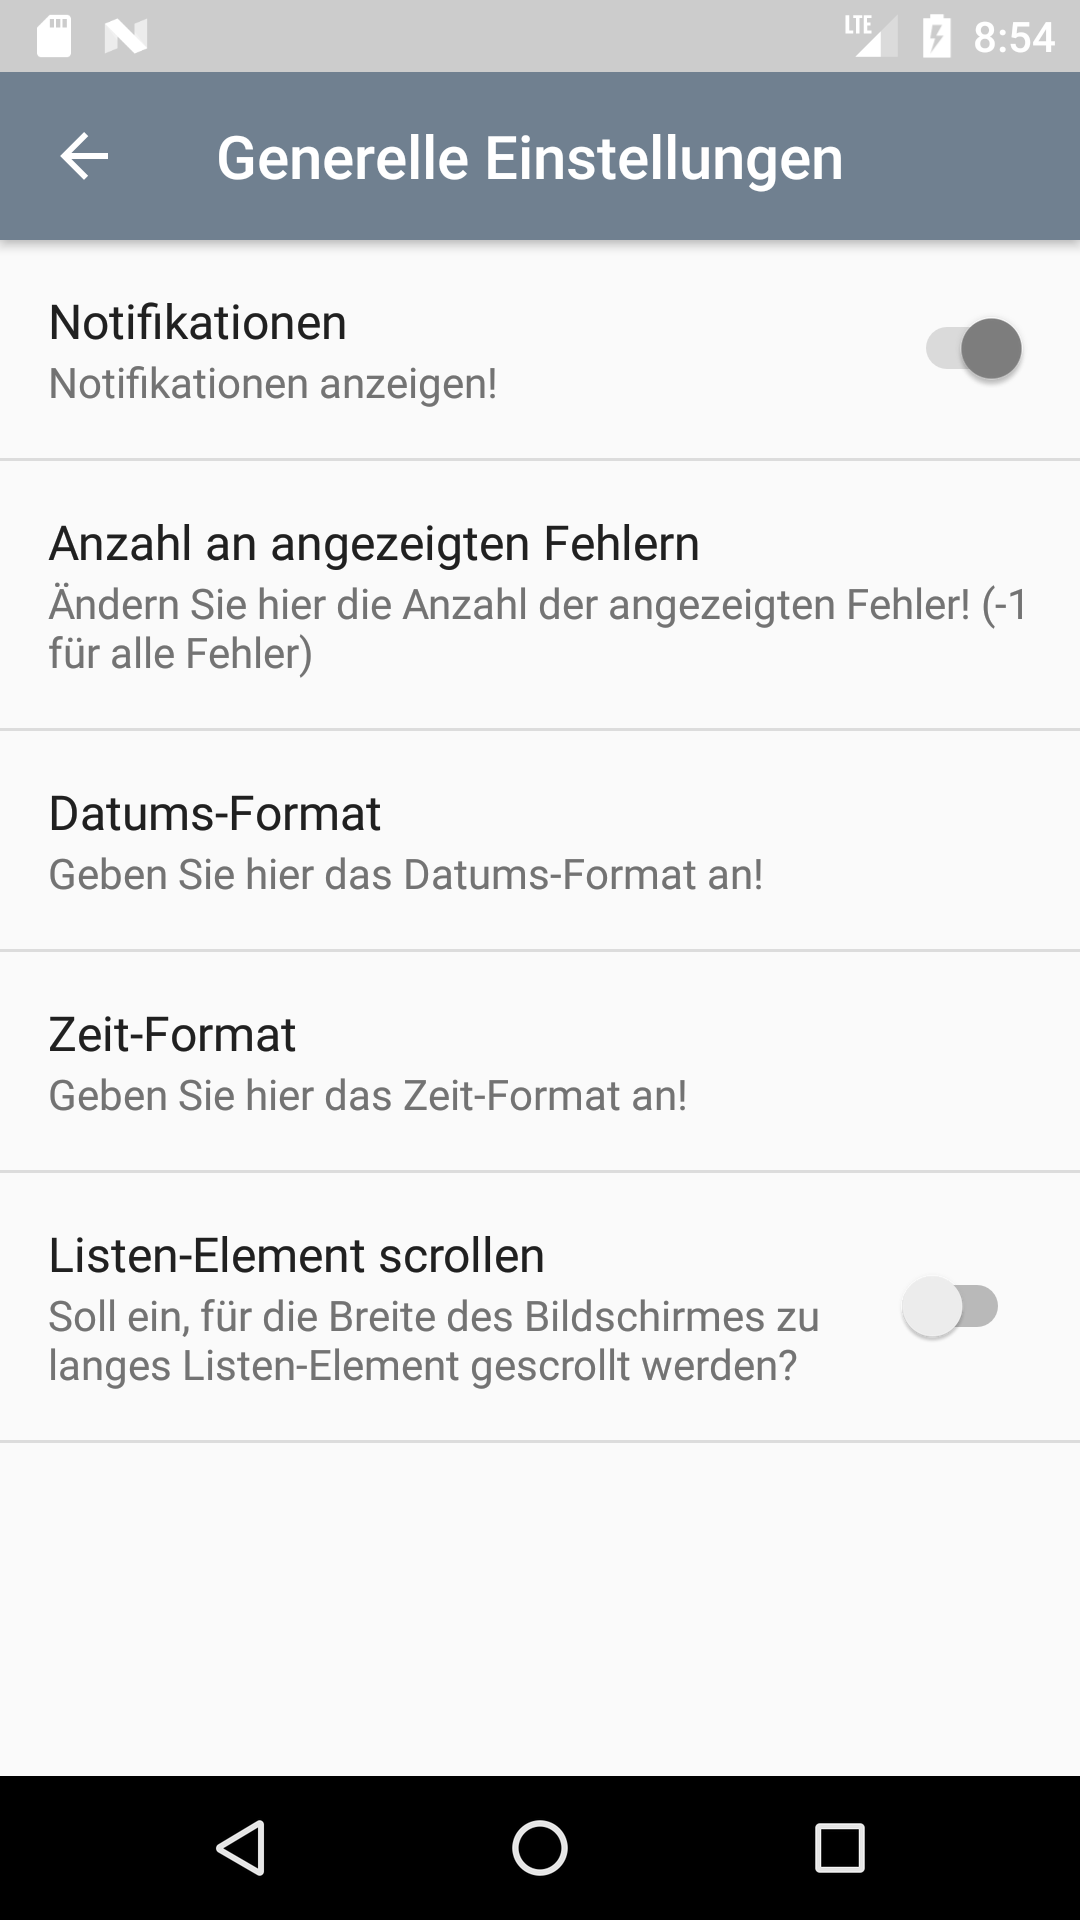 LTE 8:54
Generelle Einstellungen
Notifikationen
Notifikationen anzeigen!
Anzahl an angezeigten Fehlern
Ändern Sie hier die Anzahl der angezeigten Fehler! (-1
für alle Fehler)
Datums-Format
Geben Sie hier das Datums-Format an!
Zeit-Format
Geben Sie hier das Zeit-Format an!
Listen-Element scrollen
Soll ein, für die Breite des Bildschirmes zu
langes Listen-Element gescrollt werden?